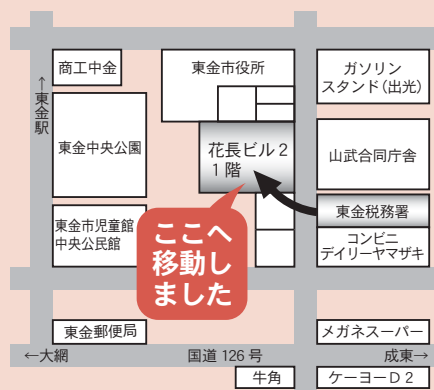 商工中金
東金市役所
ガソリン
スタンド(出光)
←東金駅
東金中央公園
花長ビル2
1階
山武合同庁舎
東金税務署
東金市児童館
中央公民館
ここへ
移動し
ました
コンビニ
デイリーヤマザキ
東金郵便局
メガネスーパー
←大網
国道126号
成東→
牛角
ケーヨーD2